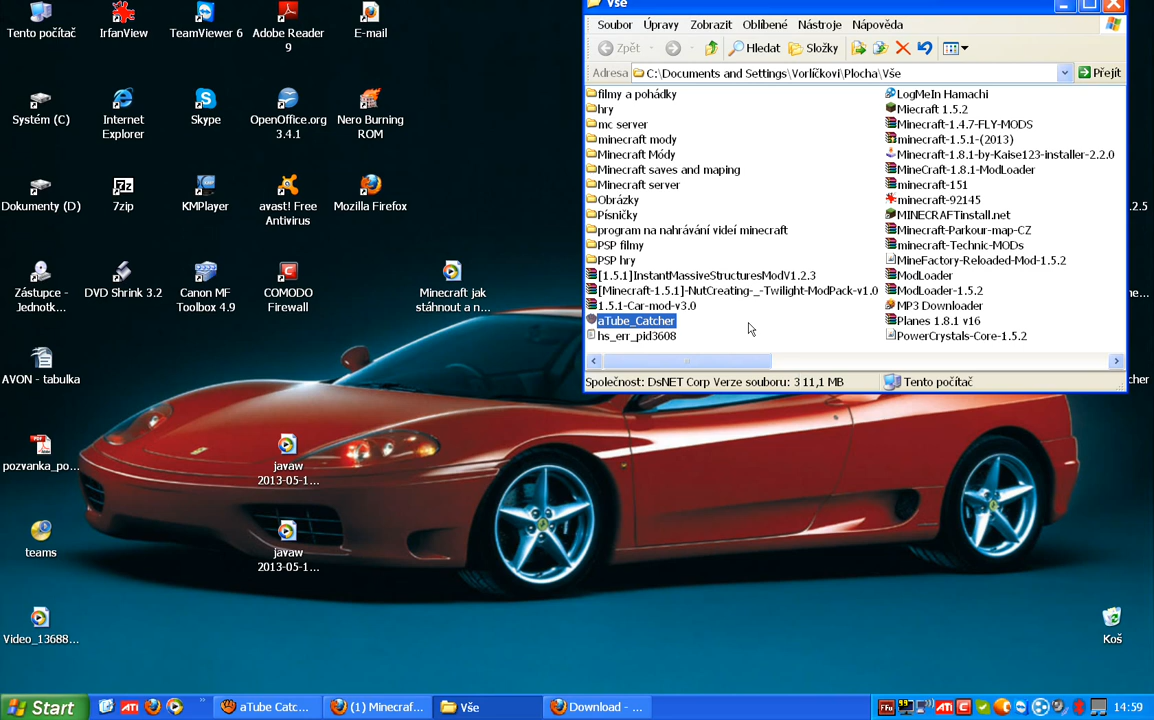 Tento počítač
IrfanView
TeamViewer 6
Adobe Reader
9
E-mail
Systém (C)
Internet
Explorer
Skype
OpenOffice.org
3.4.1
Nero Burning
ROM
Dokumenty (D)
7z
7zip
KMPlayer
avast! Free
Antivirus
Mozilla Firefox
Zástupce -
Jednotk...
DVD Shrink 3.2
Canon MF
Toolbox 4.9
COMODO
Firewall
Minecraft jak
stáhnout a n...
AVON - tabulka
pozvanka_po...
javaw
2013-05-1...
teams
javaw
2013-05-1...
Video_13688...
Koš
.2.5
cher
Vše
Soubor Úpravy Zobrazit Oblíbené Nástroje Nápověda
Zpět Hledat Složky
Adresa C:\Documents and Settings\Vorlíčkovi\Plocha\Vše Přejít
filmy a pohádky
hry
mc server
minecraft mody
Minecraft Módy
Minecraft saves and maping
Minecraft server
Obrázky
Písničky
program na nahrávání videí minecraft
PSP filmy
PSP hry
[1.5.1]InstantMassiveStructuresModV1.2.3
[Minecraft-1.5.1]-NutCreating-_-Twilight-ModPack-v1.0
1.5.1-Car-mod-v3.0
aTube_Catcher
hs_err_pid3608
LogMeIn Hamachi
Miecraft 1.5.2
Minecraft-1.4.7-FLY-MODS
minecraft-1.5.1-(2013)
Minecraft-1.8.1-by-Kaise123-installer-2.2.0
MineCraft-1.8.1-ModLoader
minecraft-151
minecraft-92145
MINECRAFTinstall.net
Minecraft-Parkour-map-CZ
minecraft-Technic-MODs
MineFactory-Reloaded-Mod-1.5.2
ModLoader
ModLoader-1.5.2
MP3 Downloader
Planes 1.8.1 v16
PowerCrystals-Core-1.5.2
Společnost: DsNET Corp Verze souboru: 3 11,1 MB Tento počítač
Start ATI aTube Catc... (1) Minecraf... Vše Download - ... 14:59